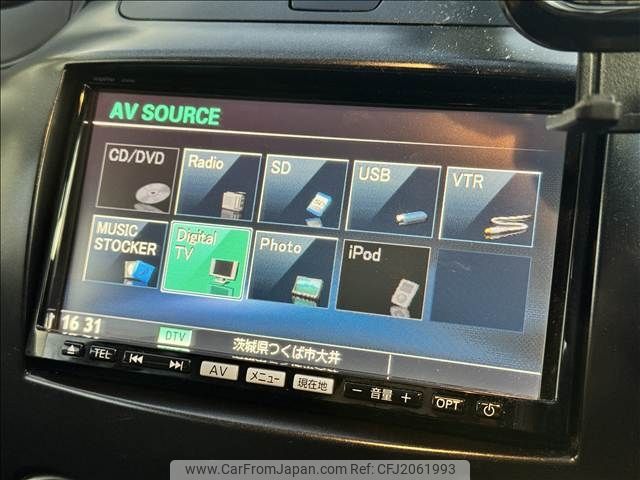 AV SOURCE
CD/DVD
Radio
SD
USB
VTR
MUSIC STOCKER
Digital TV
Photo
iPod
16 31
DTV
茨城県つくば市大井
TEL
AV
メニュー
現在地
− 音量 +
OPT
www.CarFromJapan.com | © CarFromJapan.com | CFJ2061993